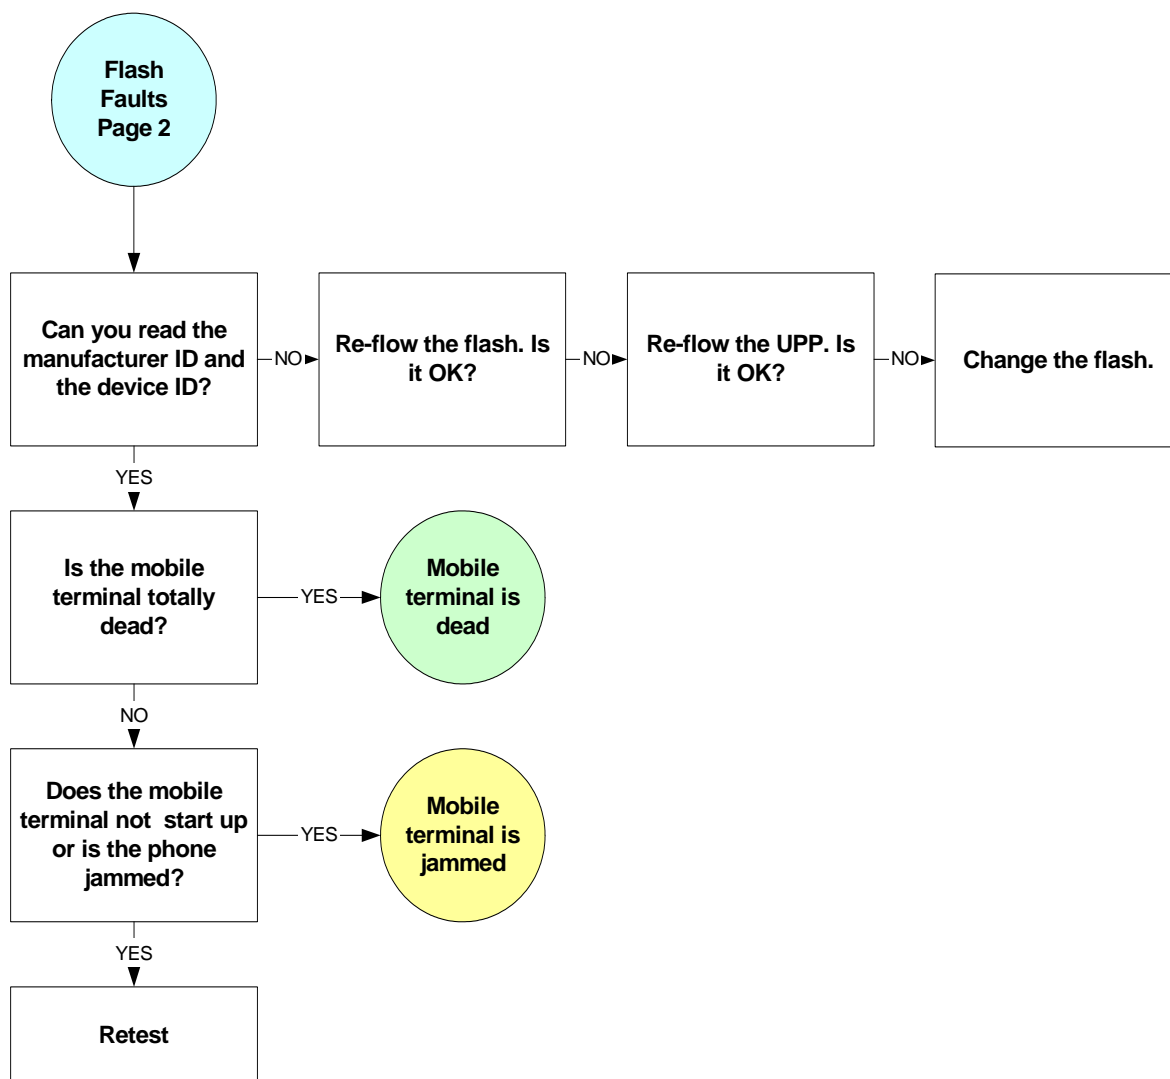 Flash
Faults
Page 2
Can you read the
manufacturer ID and
the device ID?
NO
Re-flow the flash. Is
it OK?
NO
Re-flow the UPP. Is
it OK?
NO
Change the flash.
YES
Is the mobile
terminal totally
dead?
YES
Mobile
terminal is
dead
NO
Does the mobile
terminal not  start up
or is the phone
jammed?
YES
Mobile
terminal is
jammed
YES
Retest